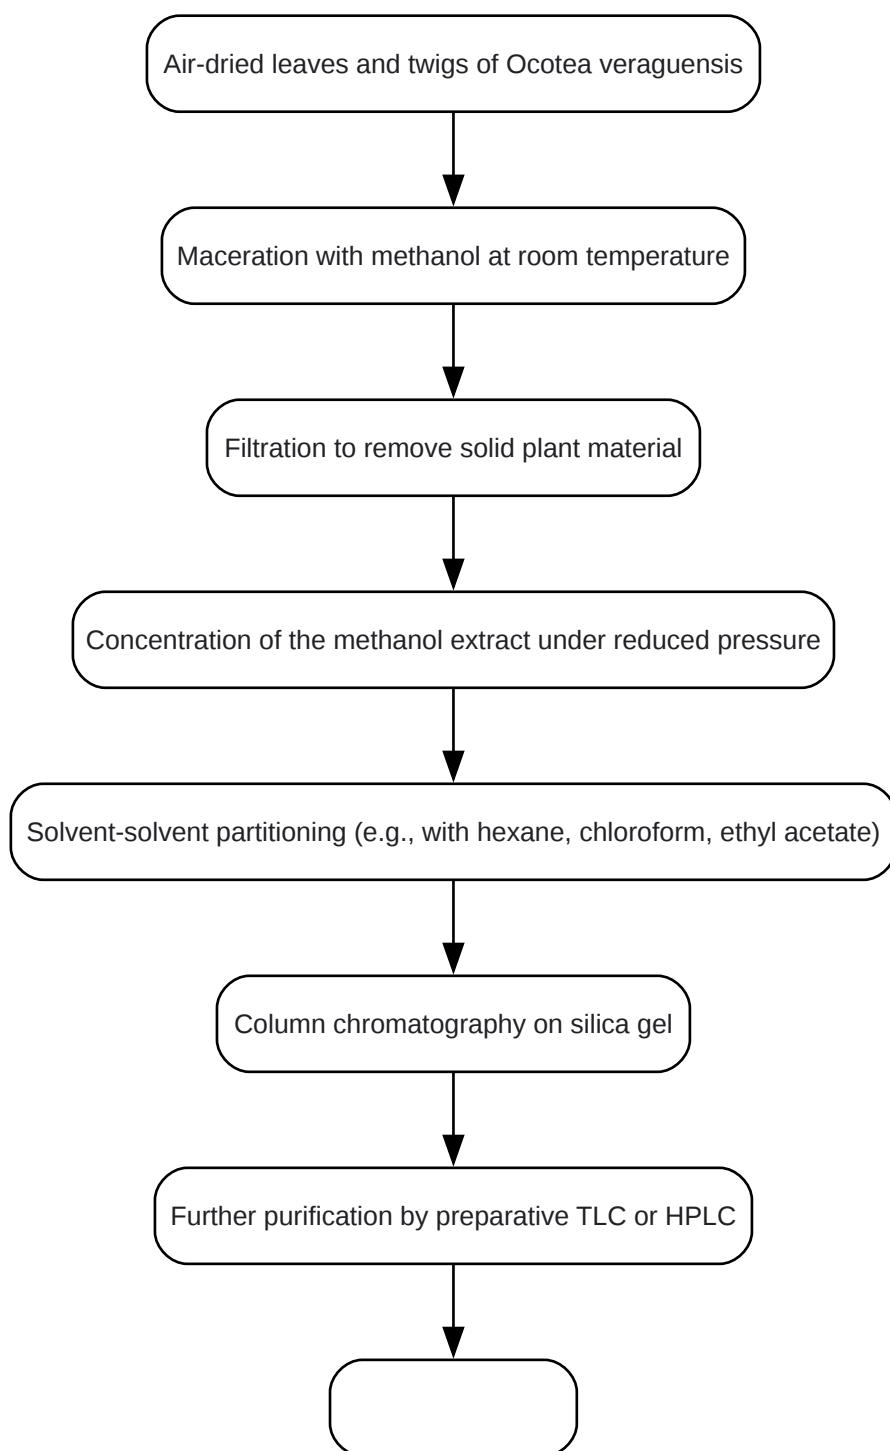 Air-dried leaves and twigs of Ocotea veraguensis
Maceration with methanol at room temperature
Filtration to remove solid plant material
Concentration of the methanol extract under reduced pressure
Solvent-solvent partitioning (e.g., with hexane, chloroform, ethyl acetate)
Column chromatography on silica gel
Further purification by preparative TLC or HPLC